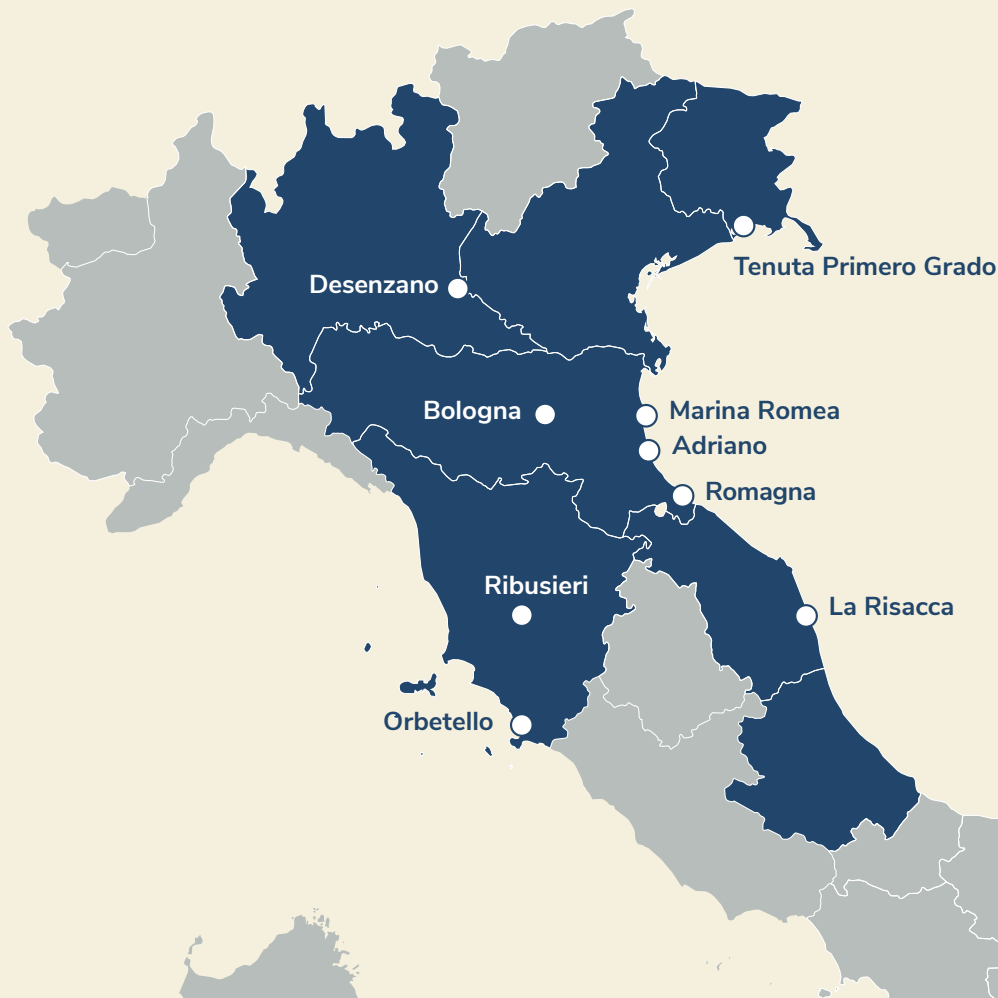 Tenuta Primero Grado
Desenzano
Bologna
Marina Romea
Adriano
Romagna
Ribusieri
La Risacca
Orbetello